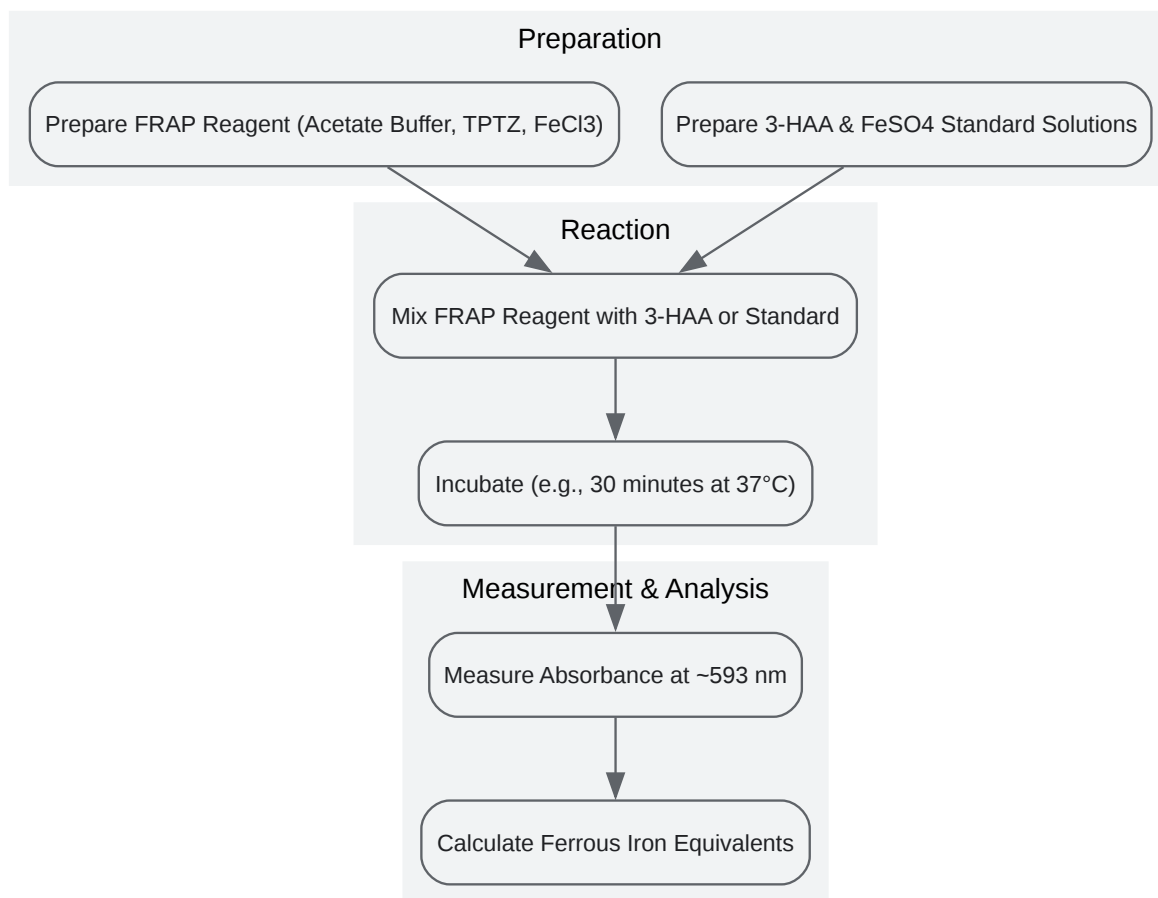 Preparation
Prepare FRAP Reagent (Acetate Buffer, TPTZ, FeCl3)
Prepare 3-HAA & FeSO4 Standard Solutions
Reaction
Mix FRAP Reagent with 3-HAA or Standard
Incubate (e.g., 30 minutes at 37°C)
Measurement & Analysis
Measure Absorbance at ~593 nm
Calculate Ferrous Iron Equivalents